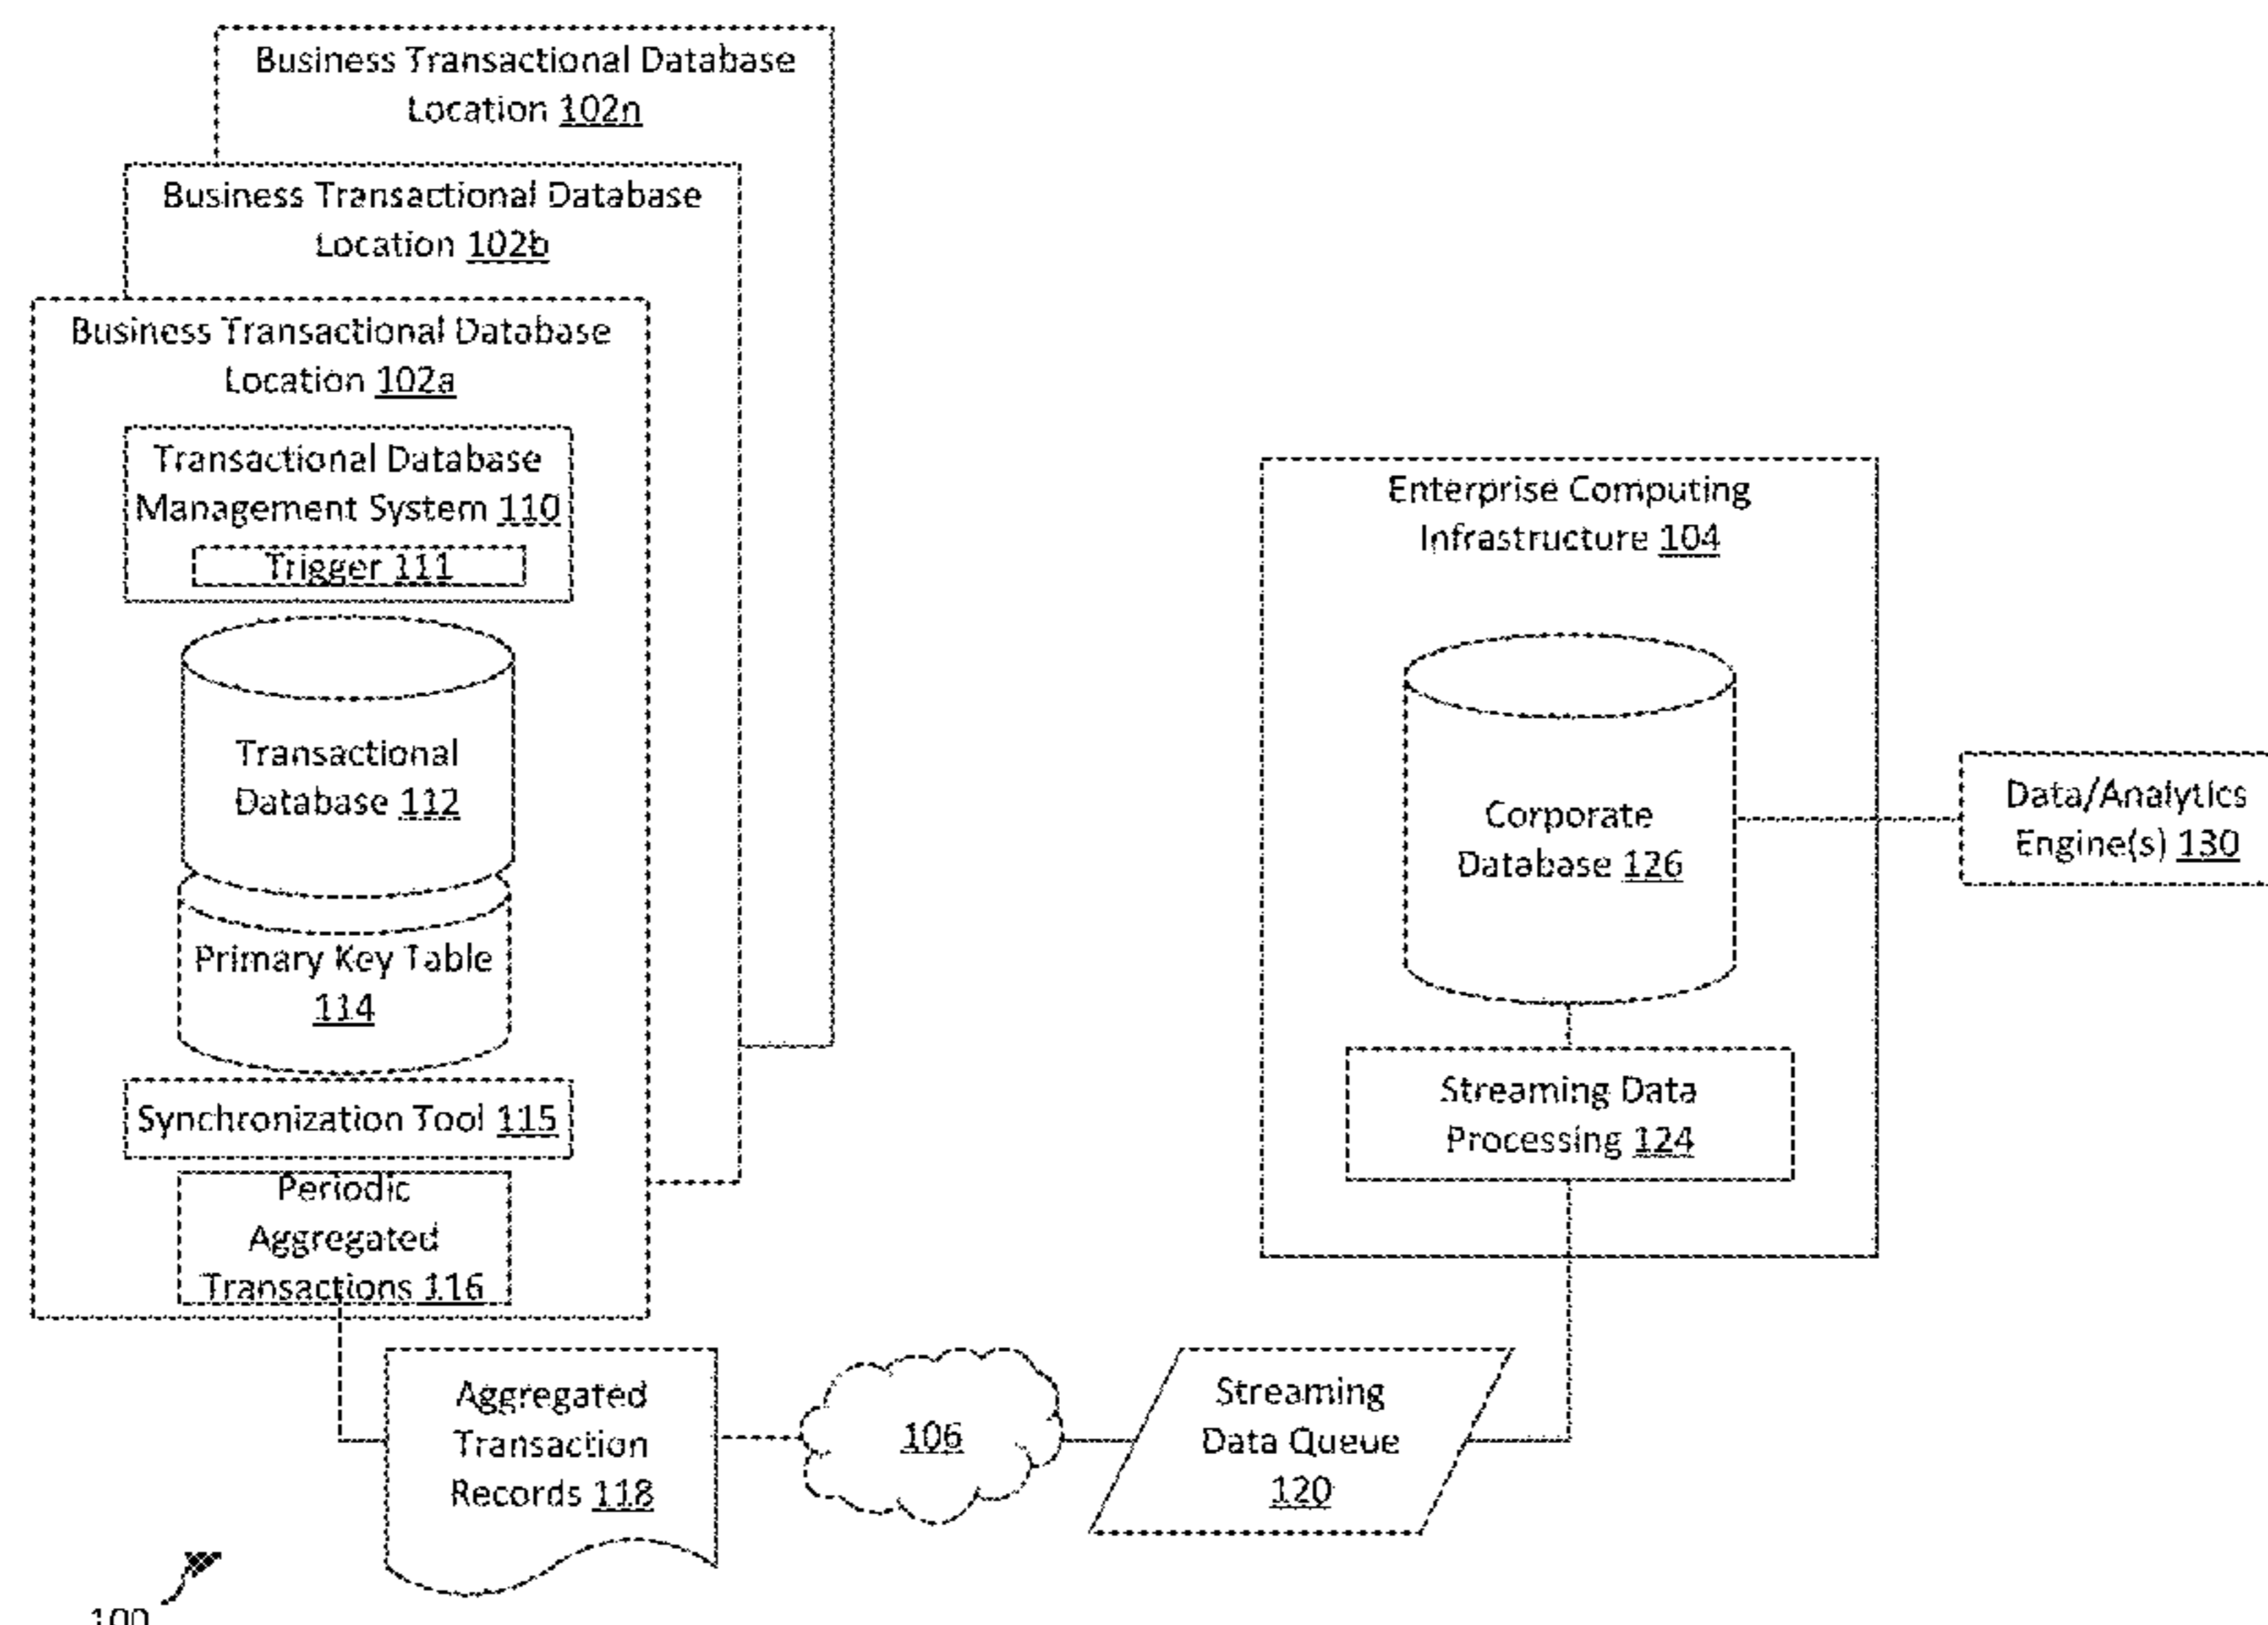 Business Transactional Database
Location 102n
Business Transactional Database
Location 102b
Business Transactional Database
Location 102a
Transactional Database
Management System 110
Trigger 111
Transactional
Database 112
Primary Key Table
114
Synchronization Tool 115
Periodic
Aggregated
Transactions 116
Aggregated
Transaction
Records 118
106
Streaming
Data Queue
120
Enterprise Computing
Infrastructure 104
Corporate
Database 126
Streaming Data
Processing 124
Data/Analytics
Engine(s) 130
100